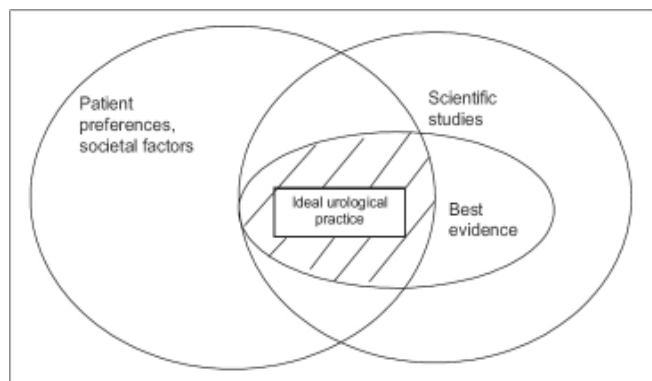 Patient
preferences,
societal factors
Scientific
studies
Ideal urological
practice
Best
evidence